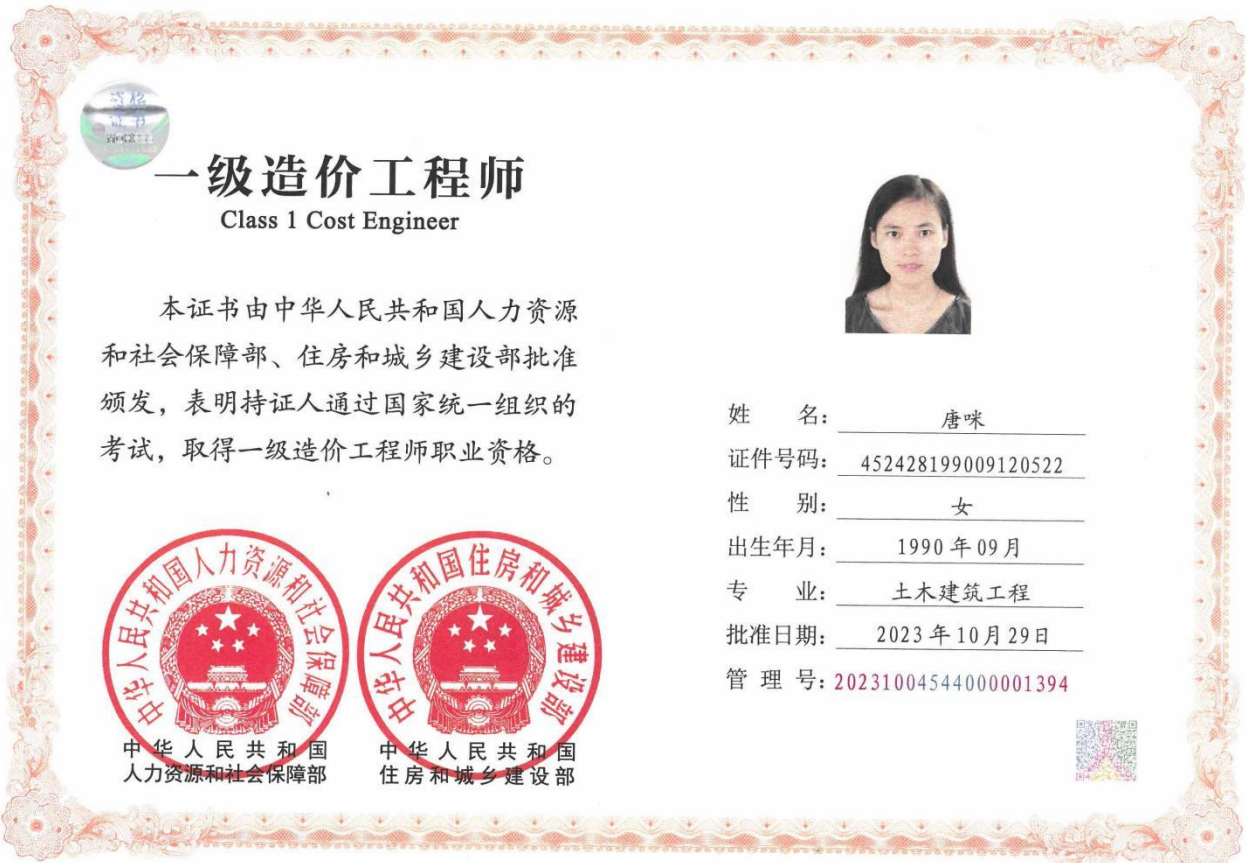 资格
证书
一级造价工程师
Class 1 Cost Engineer
本证书由中华人民共和国人力资源
和社会保障部、住房和城乡建设部批准
颁发，表明持证人通过国家统一组织的
考试，取得一级造价工程师职业资格。
中华人民共和国人力资源和社会保障部
中华人民共和国住房和城乡建设部
中华人民共和国
人力资源和社会保障部
中华人民共和国
住房和城乡建设部
姓名：唐咪
证件号码：452428199009120522
性别：女
出生年月：1990年09月
专业：土木建筑工程
批准日期：2023年10月29日
管理号：20231004544000001394